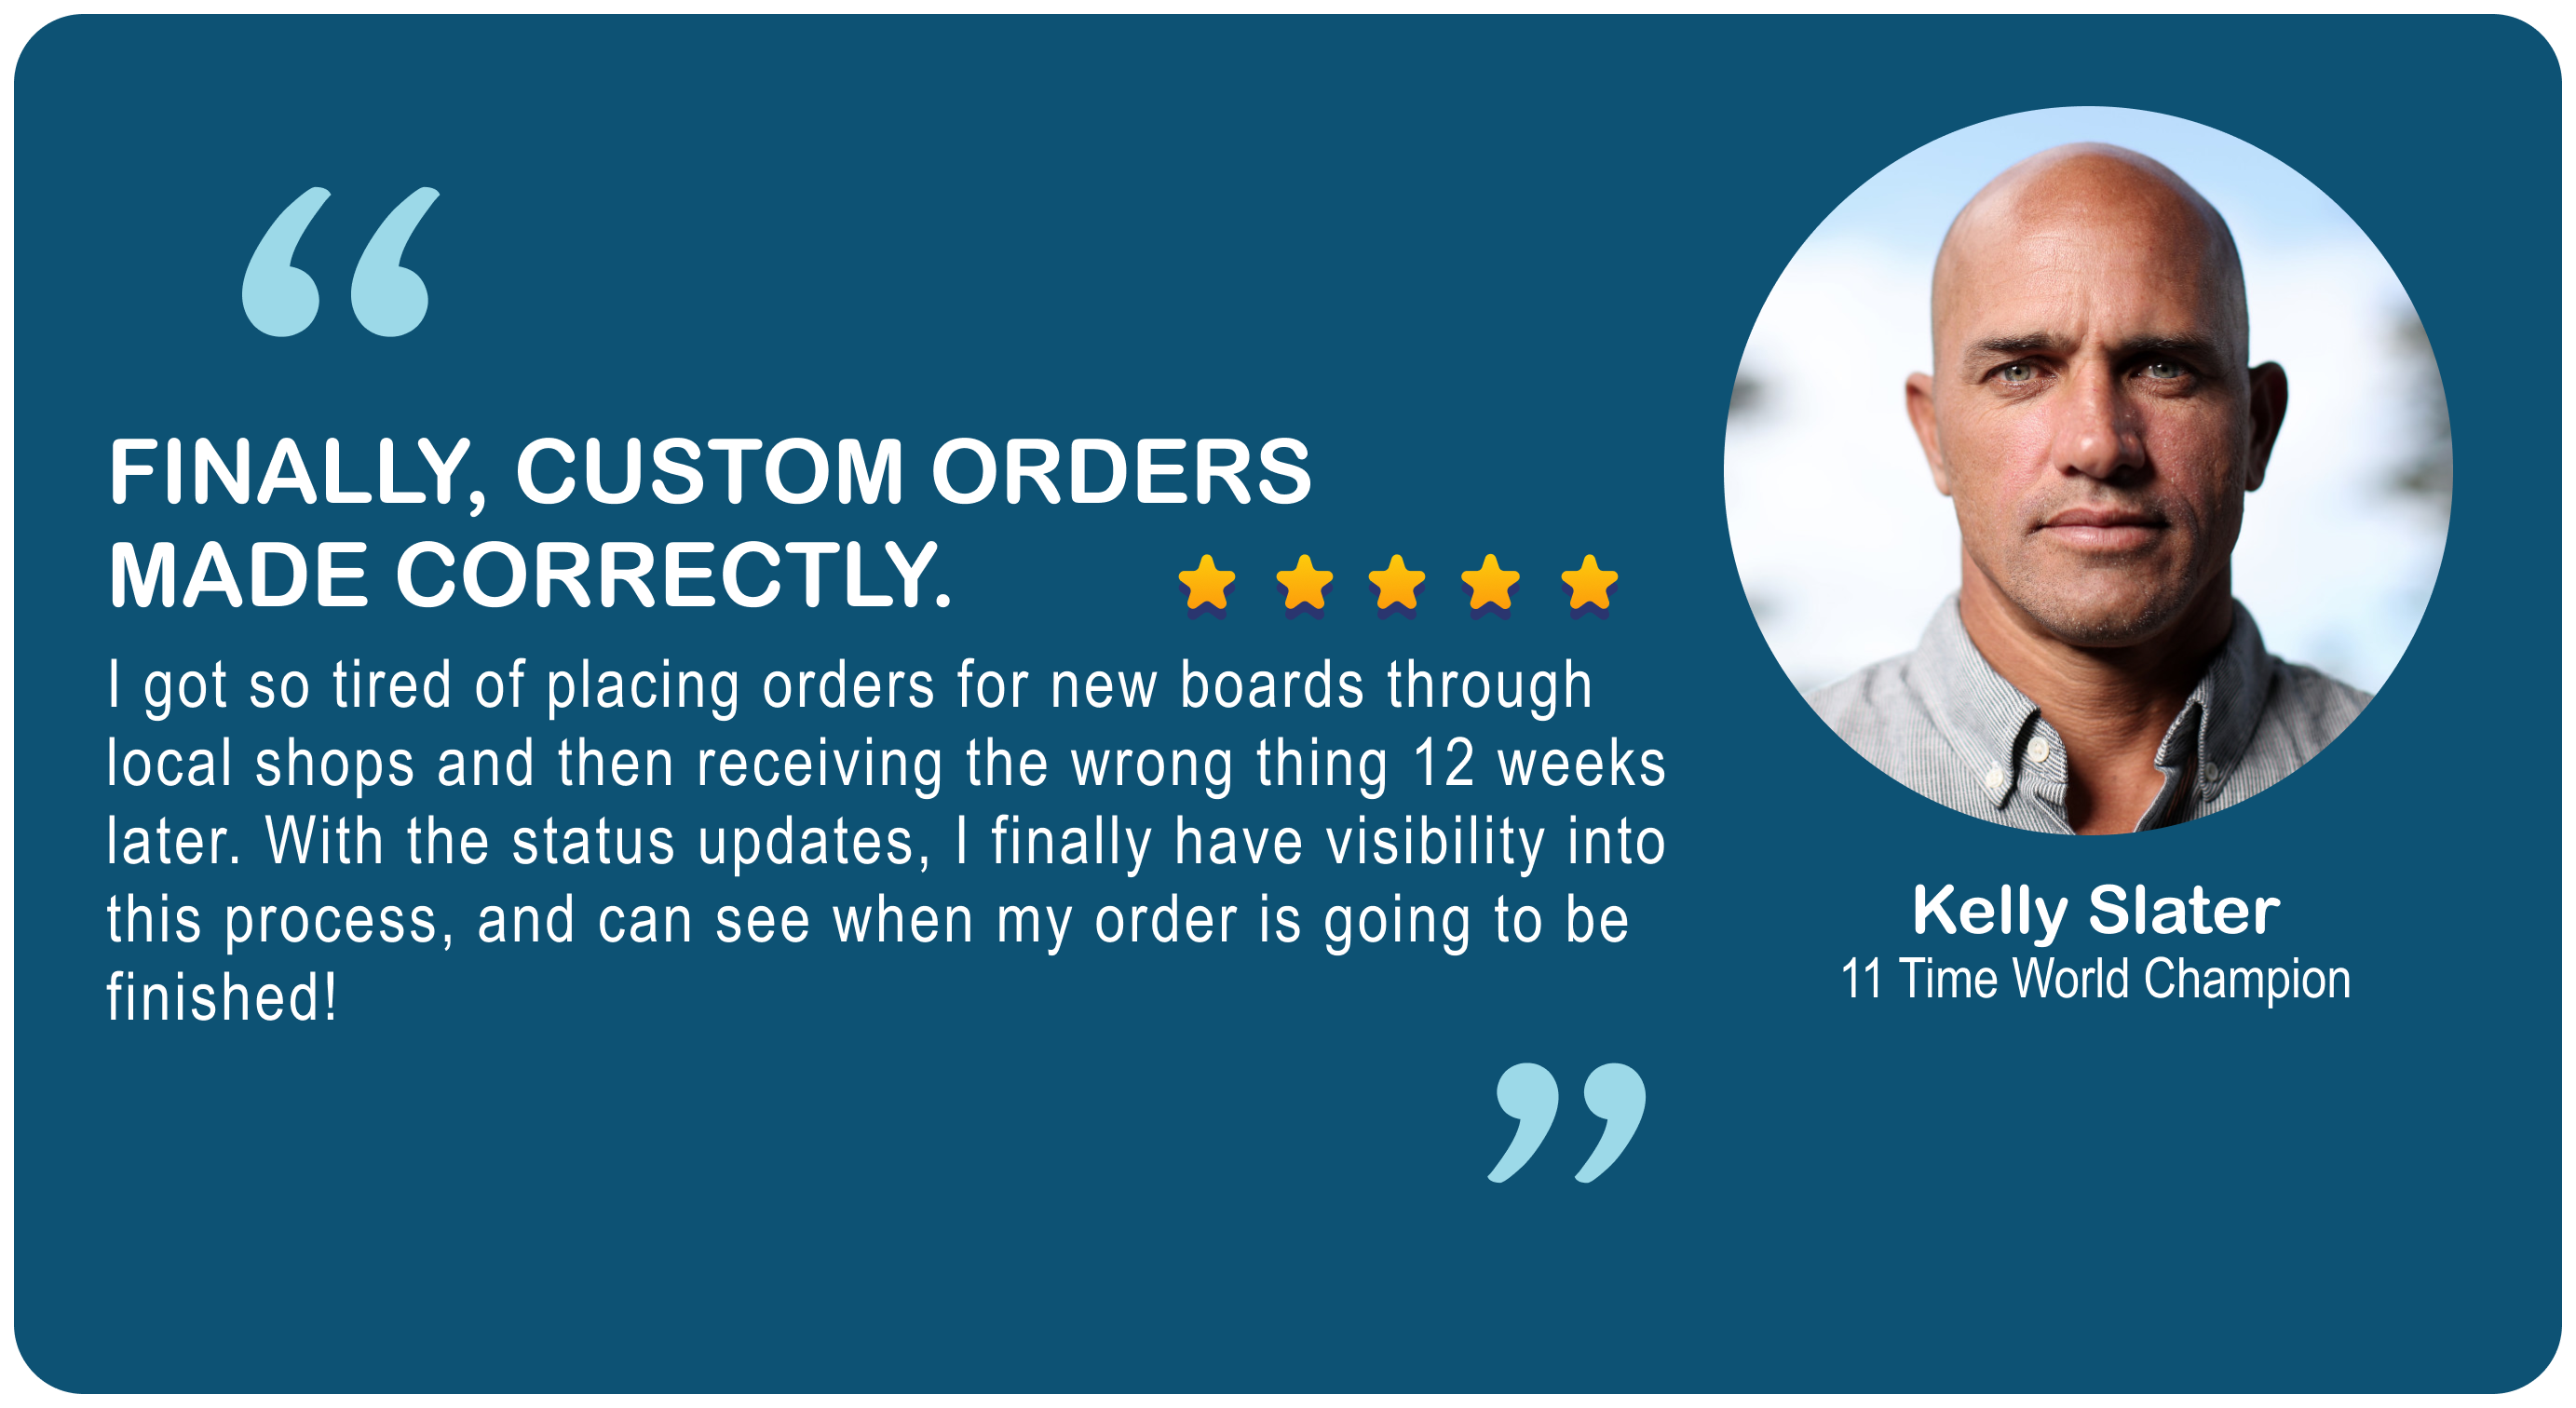 “
FINALLY, CUSTOM ORDERS
MADE CORRECTLY.
I got so tired of placing orders for new boards through
local shops and then receiving the wrong thing 12 weeks
later. With the status updates, I finally have visibility into
this process, and can see when my order is going to be
finished!
”
Kelly Slater
11 Time World Champion